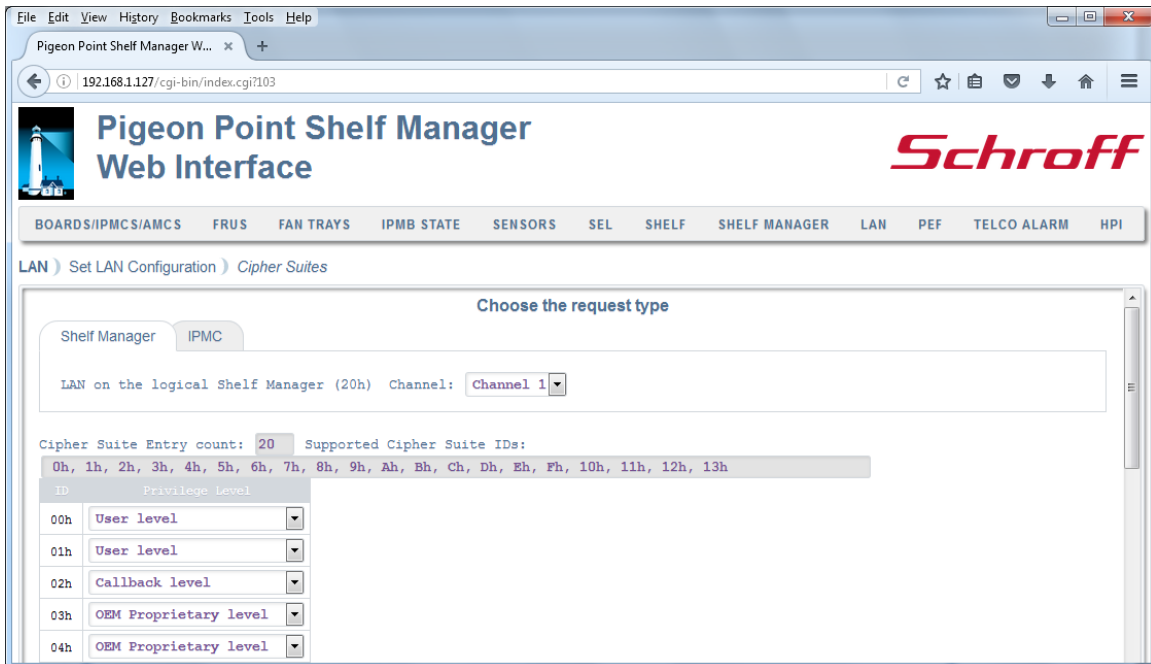 File Edit View History Bookmarks Tools Help
Pigeon Point Shelf Manager W... × +
192.168.1.127/cgi-bin/index.cgi?103
Pigeon Point Shelf Manager
Web Interface
Schroff
BOARDS/IPMCS/AMCS FRUS FAN TRAYS IPMB STATE SENSORS SEL SHELF SHELF MANAGER LAN PEF TELCO ALARM HPI
LAN ) Set LAN Configuration ) Cipher Suites
Choose the request type
Shelf Manager IPMC
LAN on the logical Shelf Manager (20h) Channel: Channel 1
Cipher Suite Entry count: 20 Supported Cipher Suite IDs:
0h, 1h, 2h, 3h, 4h, 5h, 6h, 7h, 8h, 9h, Ah, Bh, Ch, Dh, Eh, Fh, 10h, 11h, 12h, 13h
ID Privilege Level
00h User level
01h User level
02h Callback level
03h OEM Proprietary level
04h OEM Proprietary level